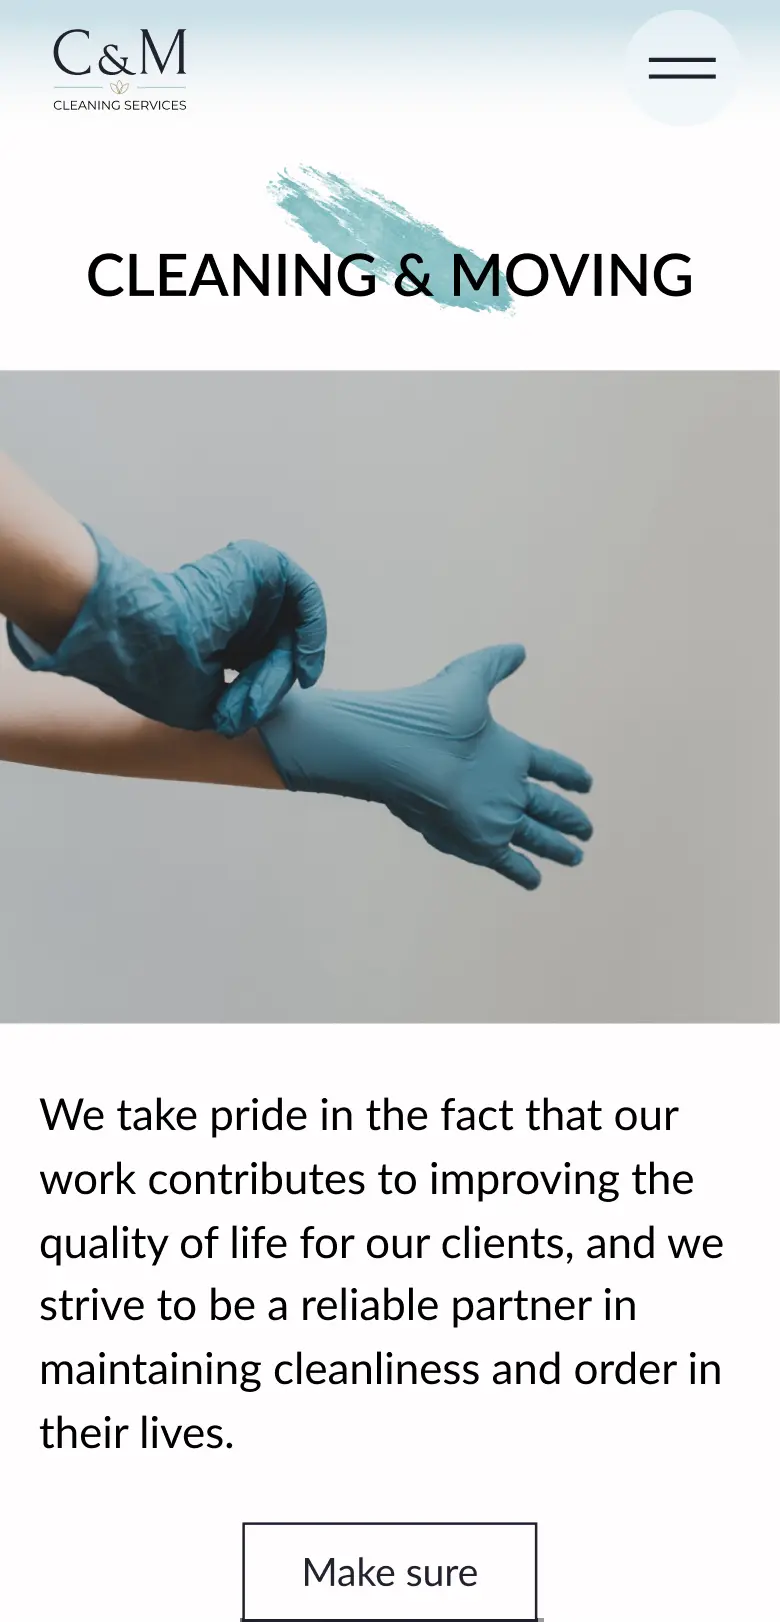 C&M
CLEANING SERVICES
CLEANING & MOVING
We take pride in the fact that our
work contributes to improving the
quality of life for our clients, and we
strive to be a reliable partner in
maintaining cleanliness and order in
their lives.
Make sure